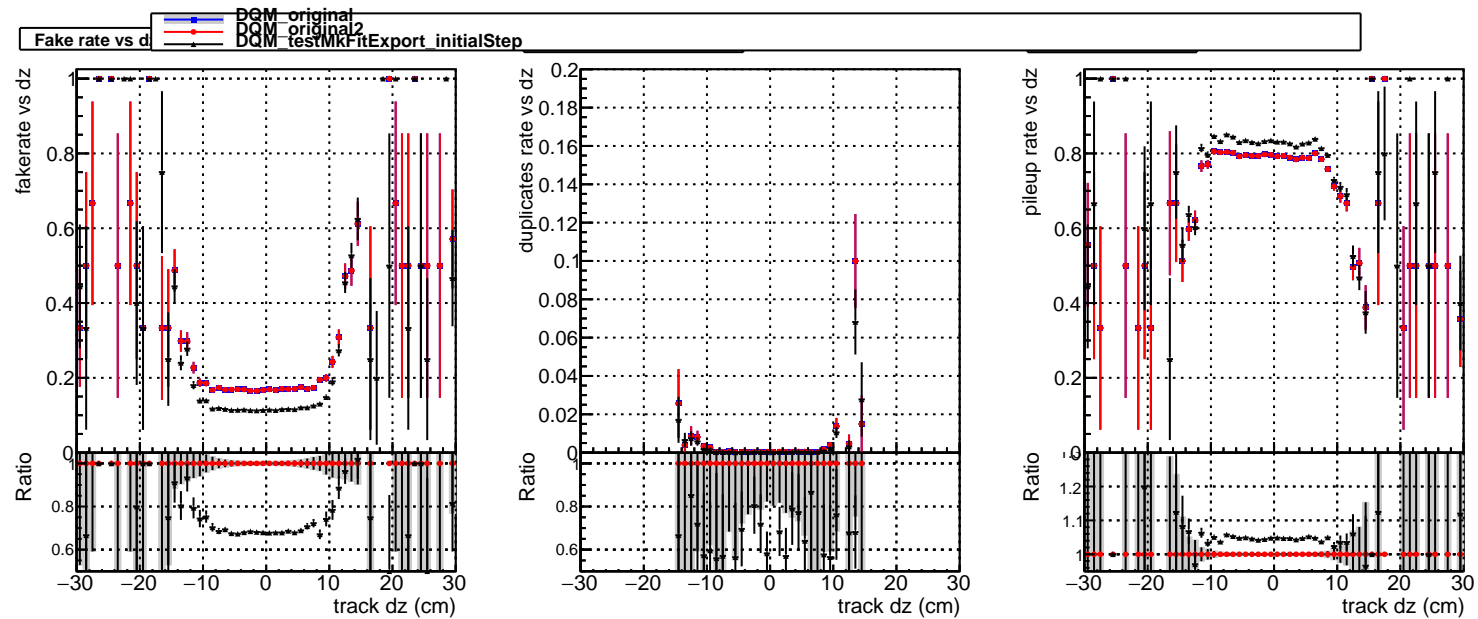 DQM_original
DQM_original2
DQM_testMkFitExport_initialStep
Fake rate vs dz
fakerate vs dz
1
0.8
0.6
0.4
0.2
0
Ratio
1
0.8
0.6
−30 −20 −10 0 10 20 30
track dz (cm)
duplicates rate vs dz
0.2
0.18
0.16
0.14
0.12
0.1
0.08
0.06
0.04
0.02
0
Ratio
1
0.8
0.6
−30 −20 −10 0 10 20 30
track dz (cm)
pileup rate vs dz
1
0.8
0.6
0.4
0.2
0
Ratio
1.3
1.2
1.1
1
−30 −20 −10 0 10 20 30
track dz (cm)